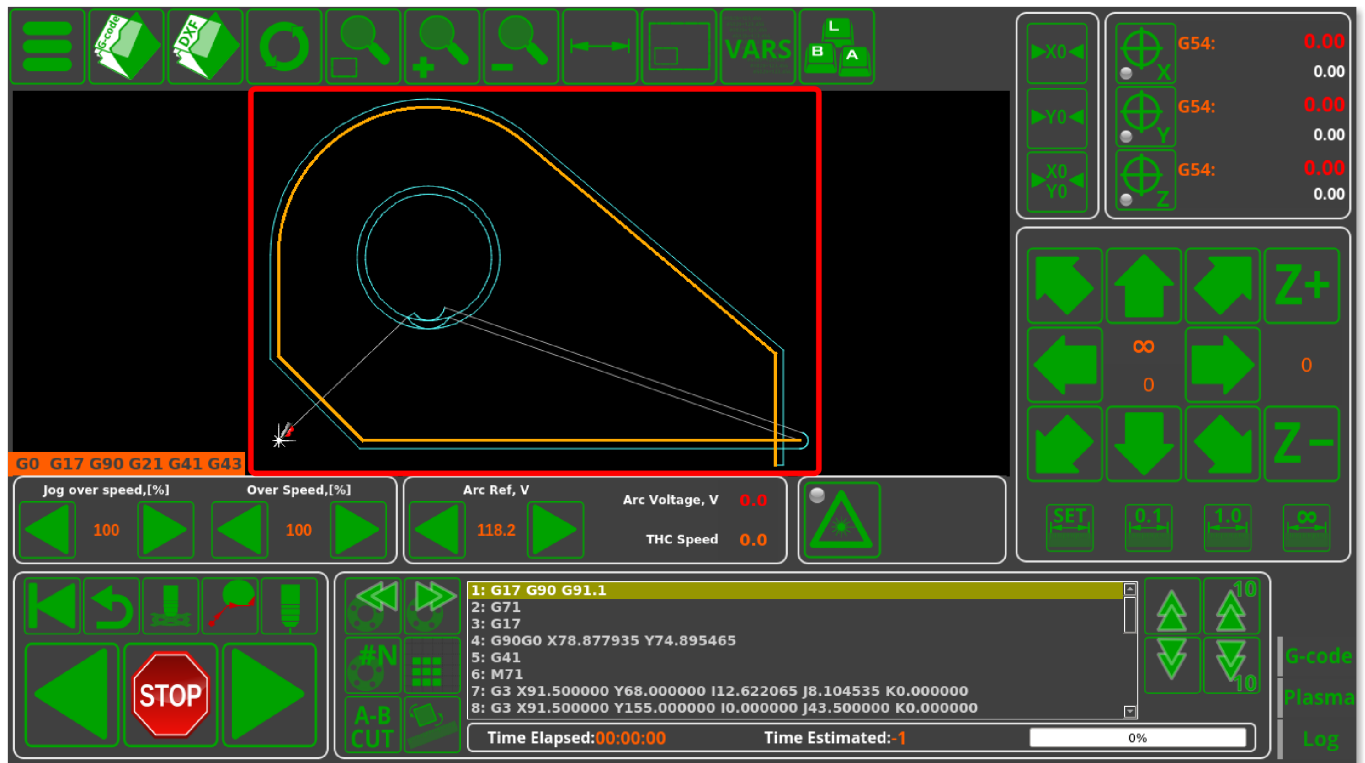 G-code DXF VARS L B A
X0 X G54: 0.00
0.00
Y0 Y G54: 0.00
0.00
X0 Z G54: 0.00
Y0 0.00
Z+
∞
0 0
Z-
G0 G17 G90 G21 G41 G43
Jog over speed,[%] Over Speed,[%] Arc Ref, V
100 100 118.2
Arc Voltage, V 0.0
THC Speed 0.0
SET 0.1 1.0 ∞
1: G17 G90 G91.1
2: G71
3: G17
4: G90G0 X78.877935 Y74.895465
5: G41
6: M71
7: G3 X91.500000 Y68.000000 I12.622065 J8.104535 K0.000000
8: G3 X91.500000 Y155.000000 I0.000000 J43.500000 K0.000000
#N
A-B
CUT
STOP
10
10
G-code
Plasma
Log
Time Elapsed:00:00:00 Time Estimated:-1 0%